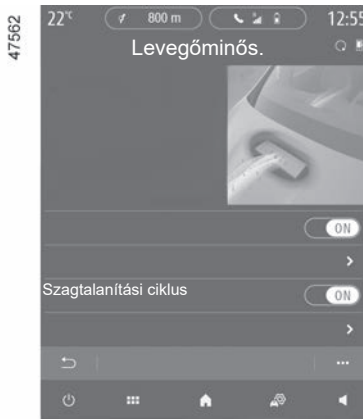 47562
22°C
800 m
12:55
Levegőminős.
ON
Szagtalanítási ciklus
ON